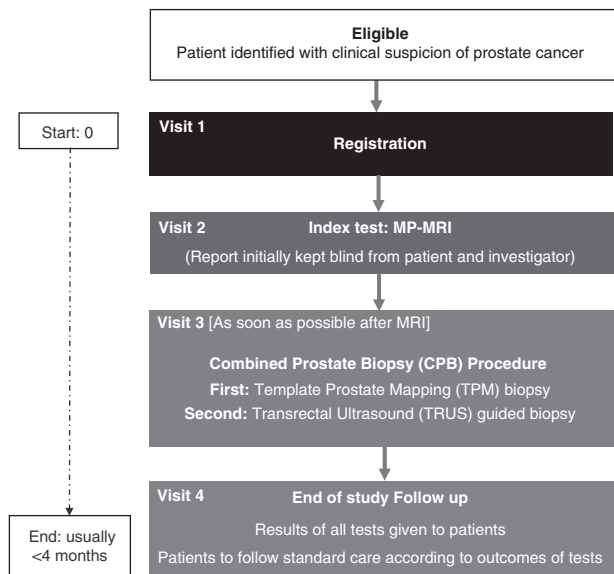 Eligible
Patient identified with clinical suspicion of prostate cancer
Start: 0
Visit 1
Registration
Visit 2 Index test: MP-MRI
(Report initially kept blind from patient and investigator)
Visit 3 [As soon as possible after MRI]
Combined Prostate Biopsy (CPB) Procedure
First: Template Prostate Mapping (TPM) biopsy
Second: Transrectal Ultrasound (TRUS) guided biopsy
Visit 4 End of study Follow up
Results of all tests given to patients
Patients to follow standard care according to outcomes of tests
End: usually
<4 months